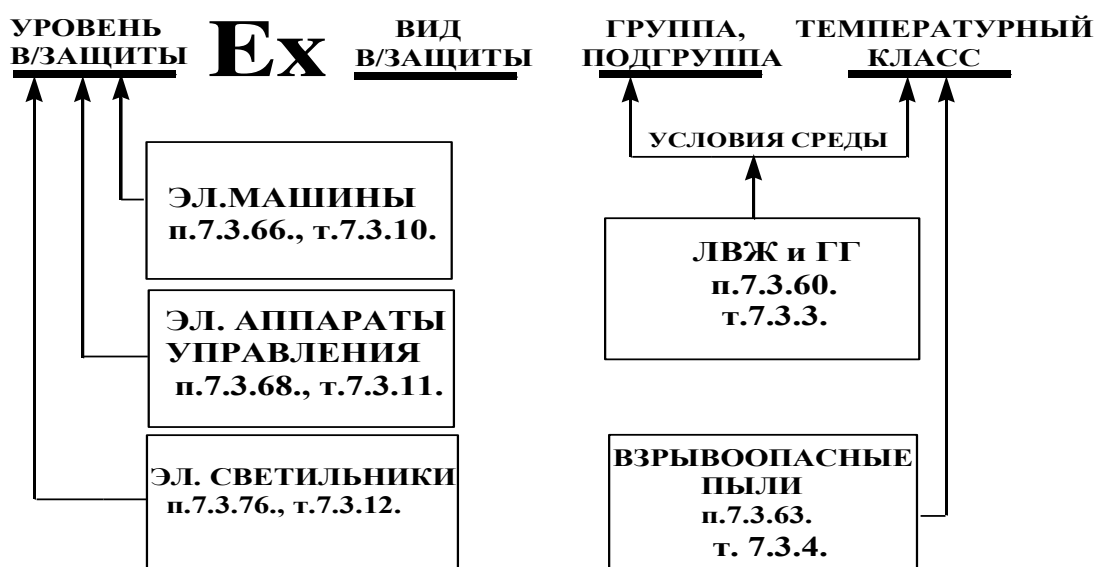 УРОВЕНЬ
В/ЗАЩИТЫ
Ex
ВИД
В/ЗАЩИТЫ
ГРУППА,
ПОДГРУППА
ТЕМПЕРАТУРНЫЙ
КЛАСС
УСЛОВИЯ СРЕДЫ
ЭЛ.МАШИНЫ
п.7.3.66., т.7.3.10.
ЭЛ. АППАРАТЫ
УПРАВЛЕНИЯ
п.7.3.68., т.7.3.11.
ЭЛ. СВЕТИЛЬНИКИ
п.7.3.76., т.7.3.12.
ЛВЖ и ГГ
п.7.3.60.
т.7.3.3.
ВЗРЫВООПАСНЫЕ
ПЫЛИ
п.7.3.63.
т. 7.3.4.